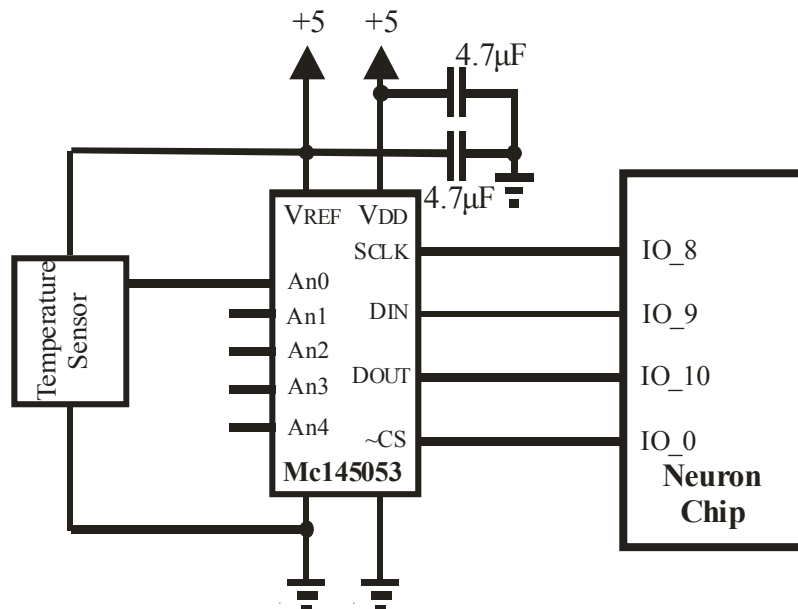 +5
+5
4.7µF
4.7µF
VREF
VDD
SCLK
An0
An1
DIN
An2
DOUT
An3
An4
~CS
Mc145053
Temperature
Sensor
IO_8
IO_9
IO_10
IO_0
Neuron
Chip